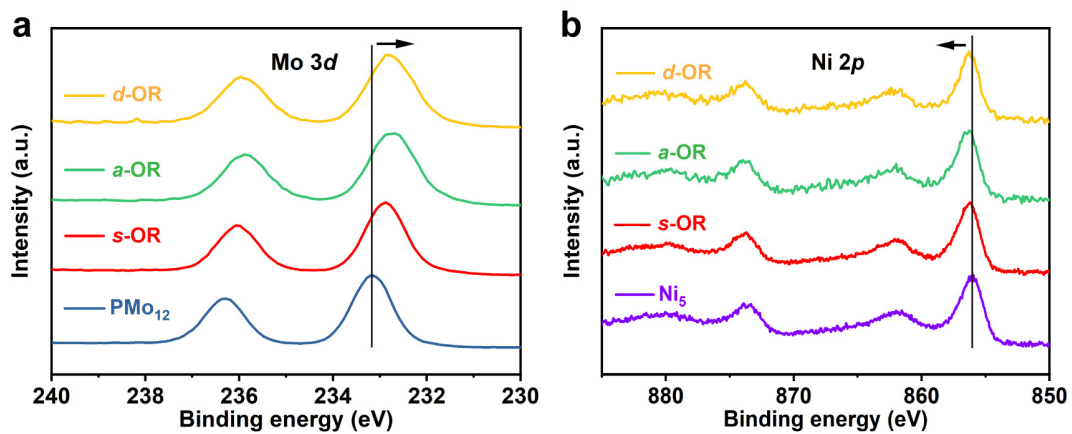 a
Mo 3d
d-OR
a-OR
s-OR
PMo₁₂
Intensity (a.u.)
240 238 236 234 232 230
Binding energy (eV)
b
Ni 2p
d-OR
a-OR
s-OR
Ni₅
Intensity (a.u.)
880 870 860 850
Binding energy (eV)